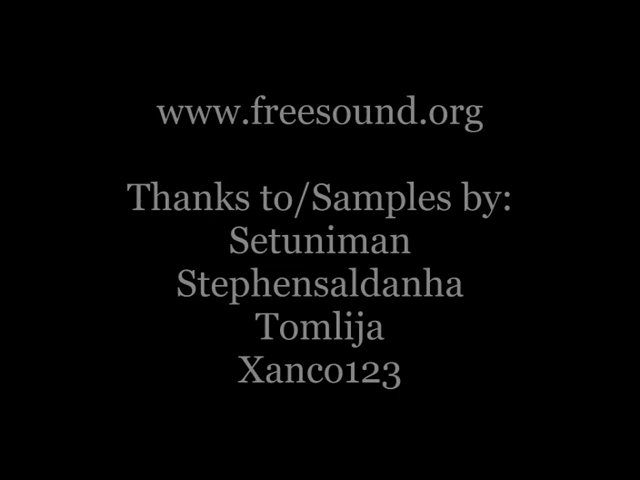 www.freesound.org
Thanks to/Samples by:
Setuniman
Stephensaldanha
Tomlija
Xanco123